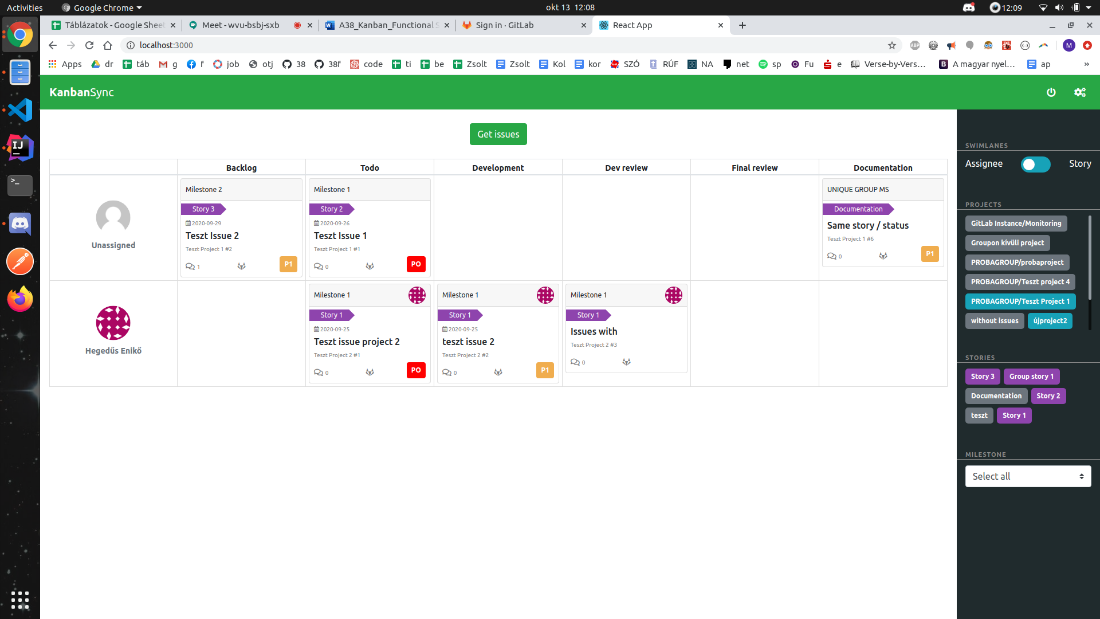 Activities
Google Chrome
okt 13 12:08
12:09
Táblázatok - Google Sheet
Meet - wvu-bsbj-sxb
A38_Kanban_Functional S
Sign in · GitLab
React App
localhost:3000
Apps
dr
táb
g
f
job
otj
38
38f
code
ti
be
Zsolt
Zsolt
Kol
kor
SZÓ
RÚF
NA
net
sp
Fu
e
Verse-by-Vers…
A magyar nyel…
ap
»
KanbanSync
Get issues
Backlog
Todo
Development
Dev review
Final review
Documentation
Unassigned
Milestone 2
Story 3
2020-09-29
Teszt Issue 2
Teszt Project 1 #2
1
P1
Milestone 1
Story 2
2020-09-26
Teszt Issue 1
Teszt Project 1 #1
0
P0
UNIQUE GROUP MS
Documentation
Same story / status
Teszt Project 1 #6
0
P1
Hegedüs Enikő
Milestone 1
Story 1
2020-09-25
Teszt issue project 2
Teszt Project 2 #1
0
P0
Milestone 1
Story 1
2020-09-25
teszt issue 2
Teszt Project 2 #2
0
P1
Milestone 1
Story 1
Issues with
Teszt Project 2 #3
0
SWIMLANES
Assignee
Story
PROJECTS
GitLab Instance/Monitoring
Groupon kívüli project
PROBAGROUP/probaproject
PROBAGROUP/Teszt project 4
PROBAGROUP/Teszt Project 1
without issues
újproject2
STORIES
Story 3
Group story 1
Documentation
Story 2
teszt
Story 1
MILESTONE
Select all